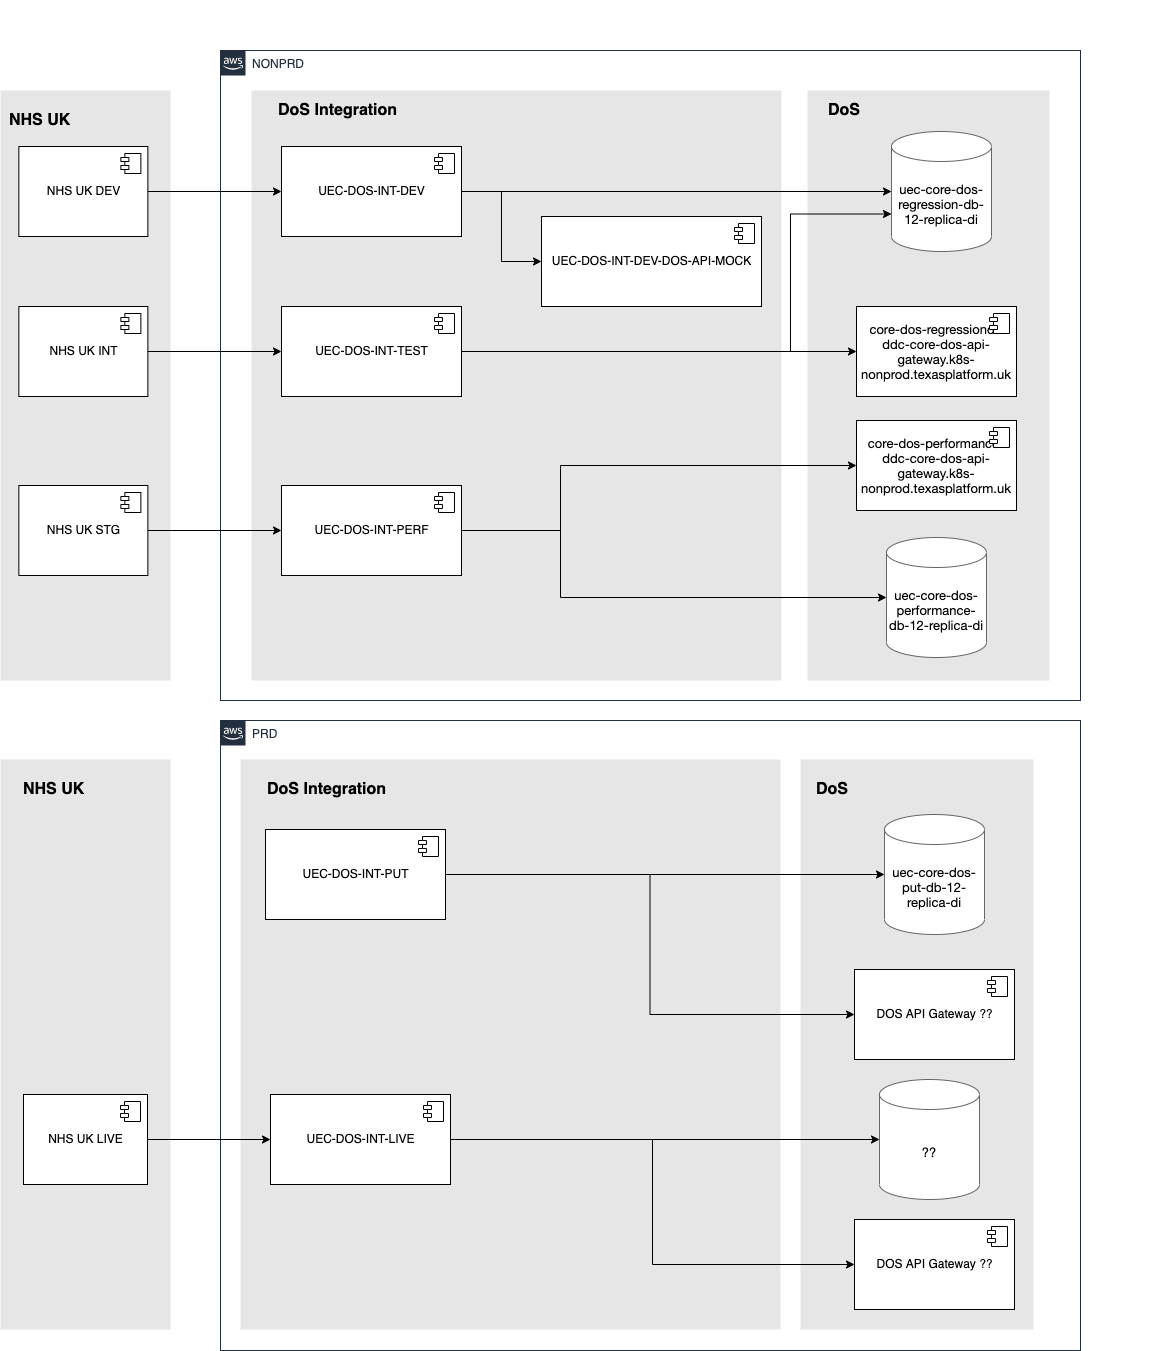 aws
NONPRD
NHS UK
DoS Integration
DoS
NHS UK DEV
UEC-DOS-INT-DEV
uec-core-dos-
regression-db-
12-replica-di
UEC-DOS-INT-DEV-DOS-API-MOCK
NHS UK INT
UEC-DOS-INT-TEST
core-dos-regression
ddc-core-dos-api-
gateway.k8s-
nonprod.texasplatform.uk
core-dos-performanc
ddc-core-dos-api-
gateway.k8s-
nonprod.texasplatform.uk
NHS UK STG
UEC-DOS-INT-PERF
uec-core-dos-
performance-
db-12-replica-di
aws
PRD
NHS UK
DoS Integration
DoS
UEC-DOS-INT-PUT
uec-core-dos-
put-db-12-
replica-di
DOS API Gateway ??
NHS UK LIVE
UEC-DOS-INT-LIVE
??
DOS API Gateway ??